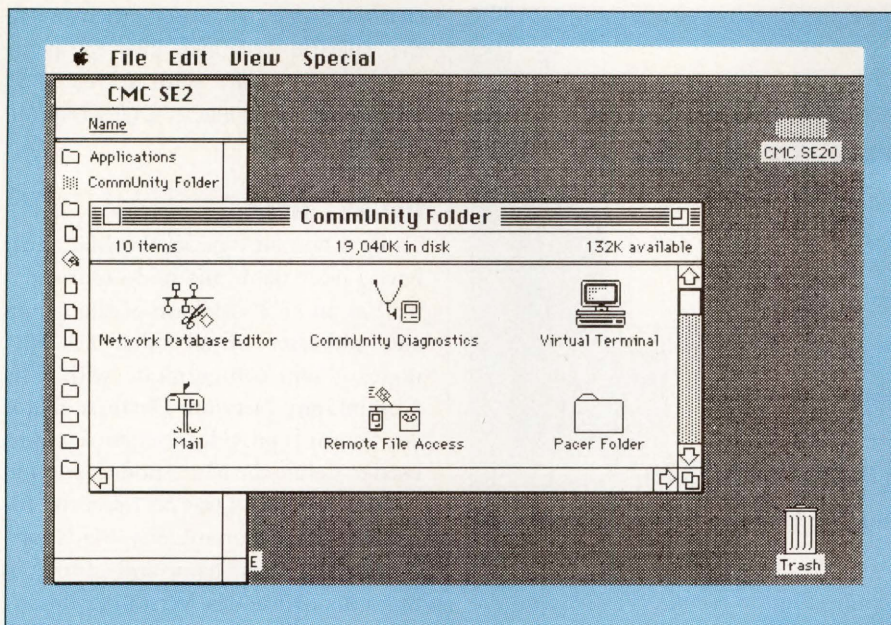 File Edit View Special
CMC SE2
Name
CMC SE20
Applications
CommUnity Folder
CommUnity Folder
10 items 19,040K in disk 132K available
Network Database Editor CommUnity Diagnostics Virtual Terminal
TCI
Mail Remote File Access Pacer Folder
E
Trash